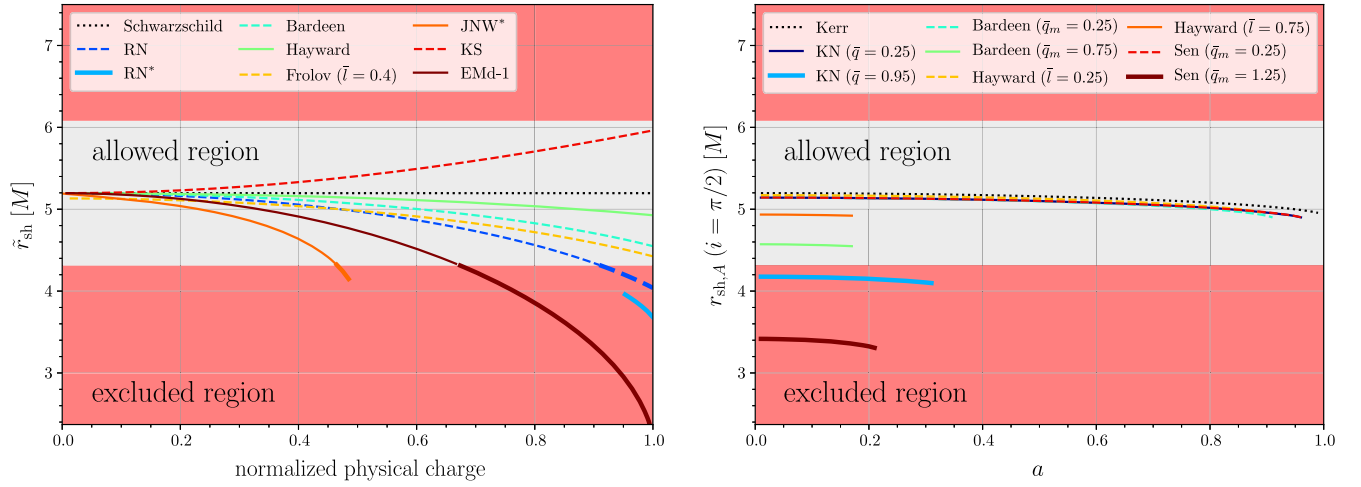 Schwarzschild
RN
RN*
Bardeen
Hayward
Frolov (l̄ = 0.4)
JNW*
KS
EMd-1
allowed region
excluded region
r̃sh [M]
7
6
5
4
3
0.0 0.2 0.4 0.6 0.8 1.0
normalized physical charge
Kerr
KN (q̄ = 0.25)
KN (q̄ = 0.95)
Bardeen (q̄m = 0.25)
Bardeen (q̄m = 0.75)
Hayward (l̄ = 0.25)
Hayward (l̄ = 0.75)
Sen (q̄m = 0.25)
Sen (q̄m = 1.25)
allowed region
excluded region
rsh,A (i = π/2) [M]
7
6
5
4
3
0.0 0.2 0.4 0.6 0.8 1.0
a